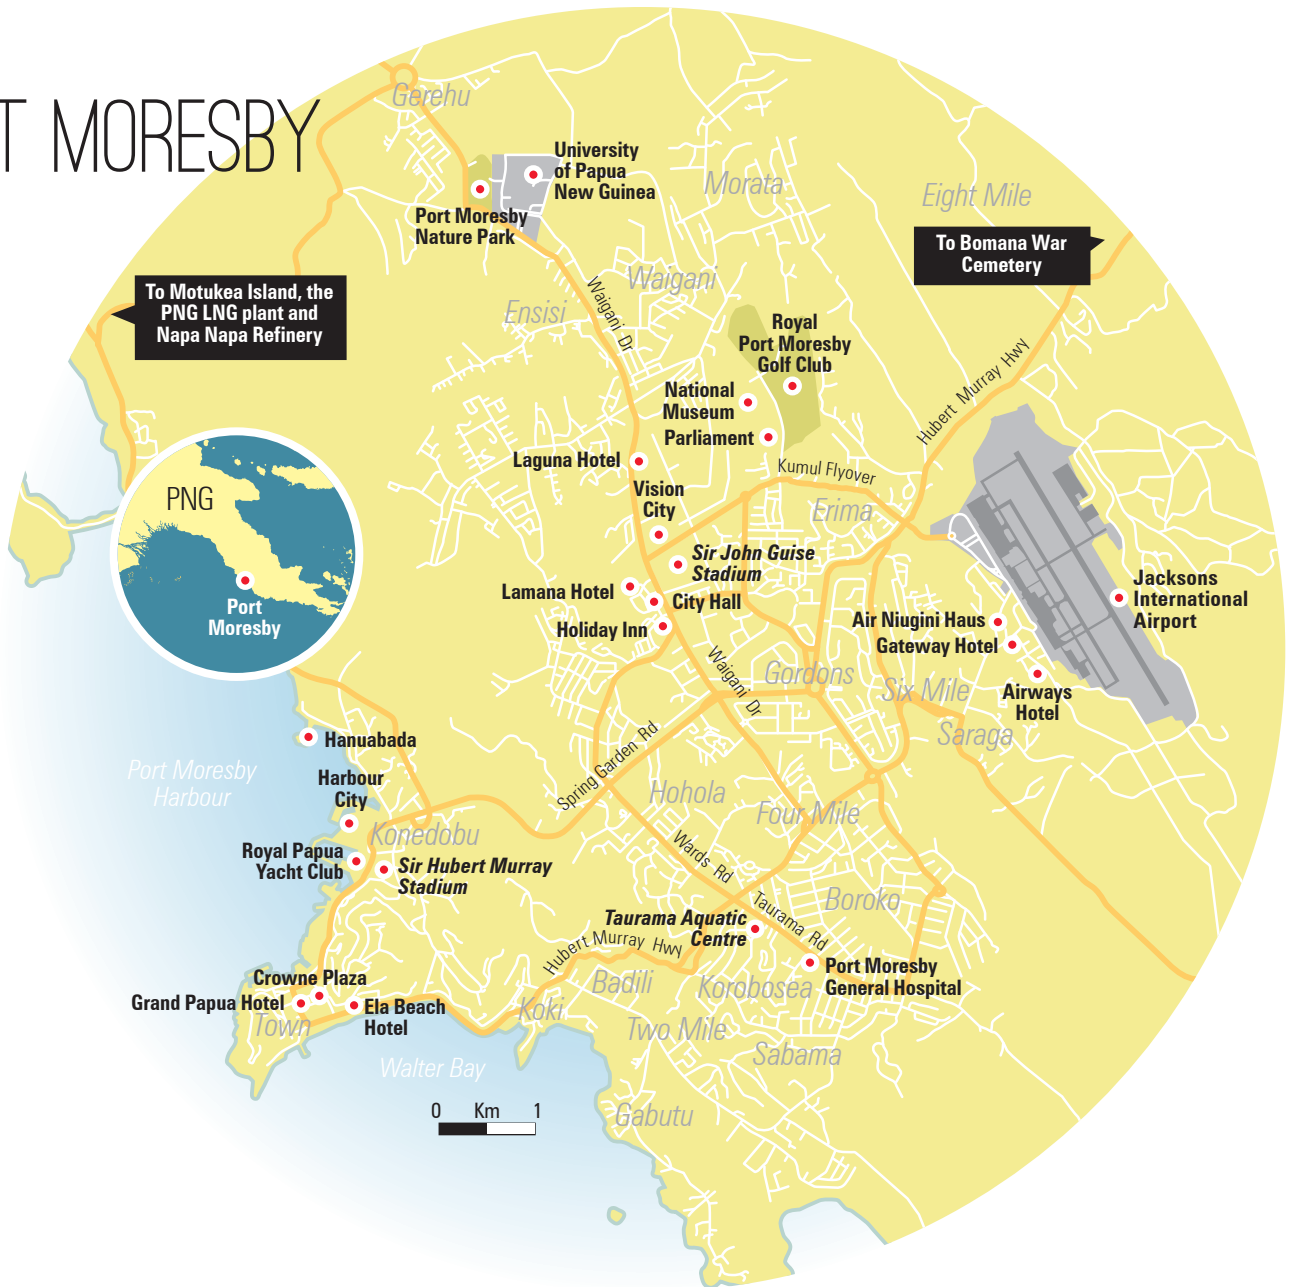 T MORESBY
Gerehu
University
of Papua
New Guinea
Port Moresby
Nature Park
Morata
Eight Mile
To Bomana War
Cemetery
Waigani
Ensisi
Waigani Dr
To Motukea Island, the
PNG LNG plant and
Napa Napa Refinery
Royal
Port Moresby
Golf Club
National
Museum
Parliament
Hubert Murray Hwy
Laguna Hotel
Kumul Flyover
Vision
City
Erima
PNG
Port
Moresby
Sir John Guise
Stadium
Lamana Hotel
City Hall
Holiday Inn
Jacksons
International
Airport
Air Niugini Haus
Gateway Hotel
Airways
Hotel
Waigani Dr
Gordons
Six Mile
Saraga
Hanuabada
Port Moresby
Harbour
Harbour
City
Spring Garden Rd
Hohola
Four Mile
Konedobu
Royal Papua
Yacht Club
Sir Hubert Murray
Stadium
Wards Rd
Boroko
Taurama Aquatic
Centre
Taurama Rd
Hubert Murray Hwy
Port Moresby
General Hospital
Badili
Korobosea
Crowne Plaza
Grand Papua Hotel
Ela Beach
Hotel
Town
Koki
Two Mile
Sabama
Walter Bay
Gabutu
0 Km 1